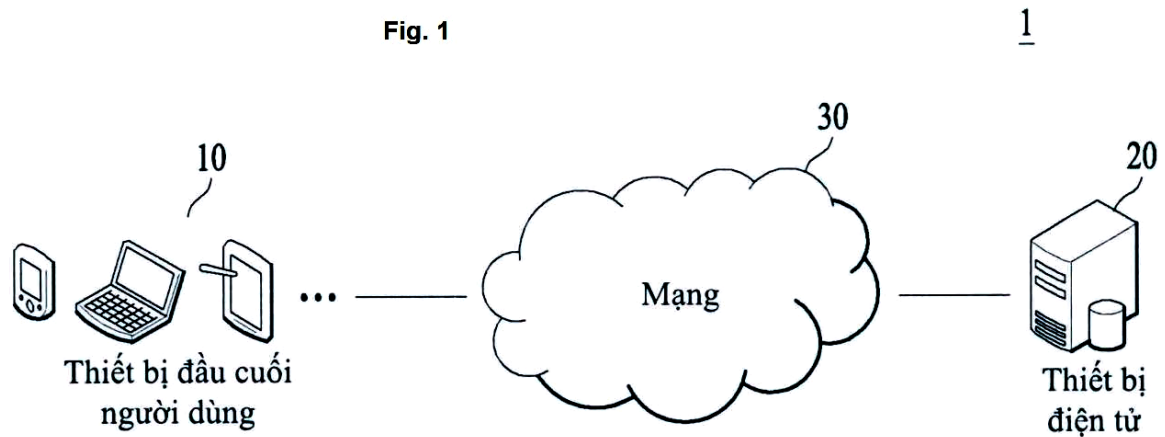 Fig. 1
1
30
10
20
Mạng
Thiết bị đầu cuối
người dùng
Thiết bị
điện tử